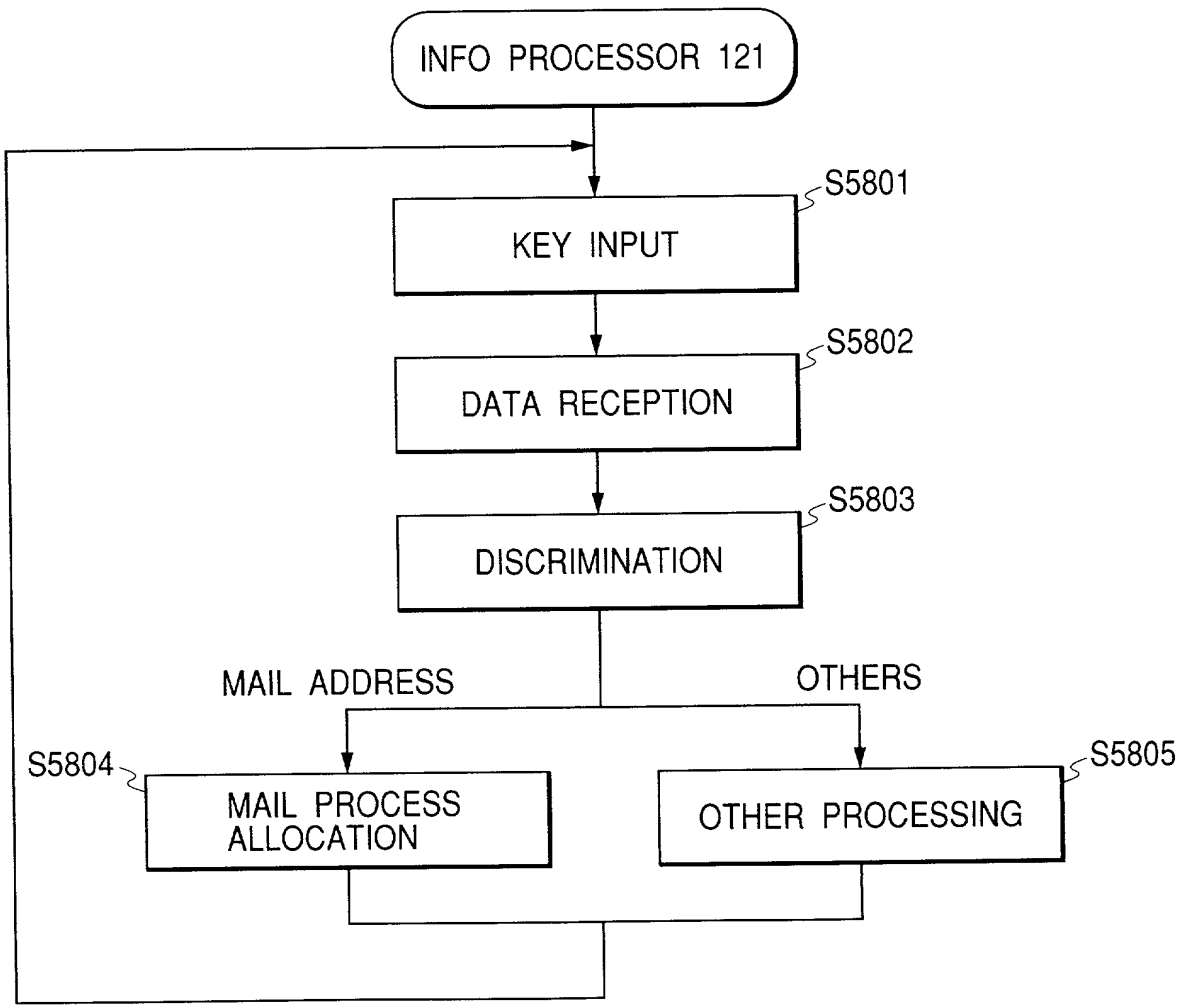 INFO PROCESSOR 121
S5801
KEY INPUT
S5802
DATA RECEPTION
S5803
DISCRIMINATION
MAIL ADDRESS
OTHERS
S5804
MAIL PROCESS
ALLOCATION
S5805
OTHER PROCESSING